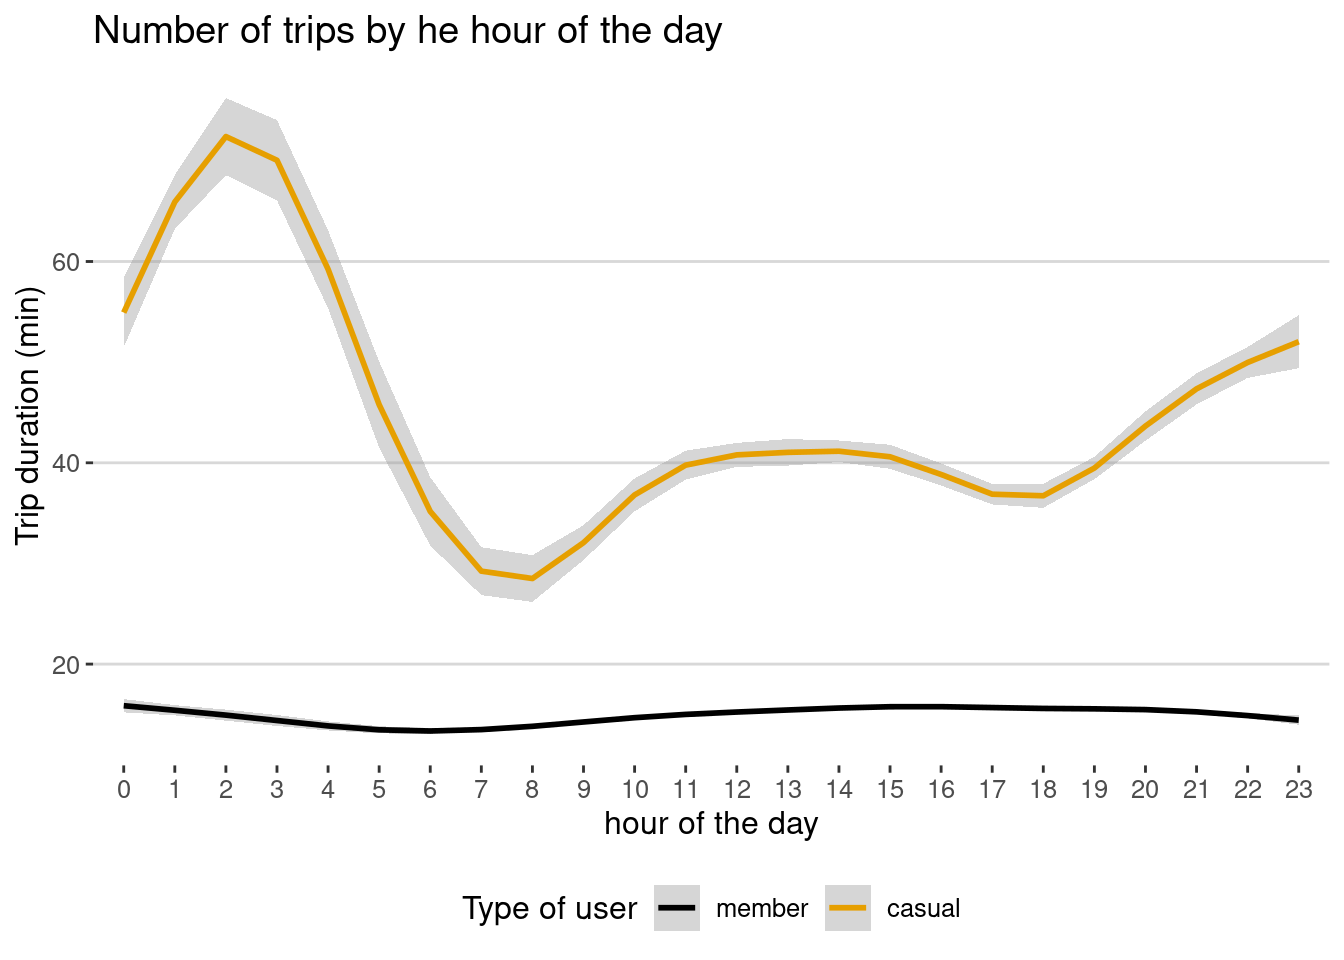 Number of trips by he hour of the day
Trip duration (min)
60
40
20
0 1 2 3 4 5 6 7 8 9 10 11 12 13 14 15 16 17 18 19 20 21 22 23
hour of the day
Type of user member casual